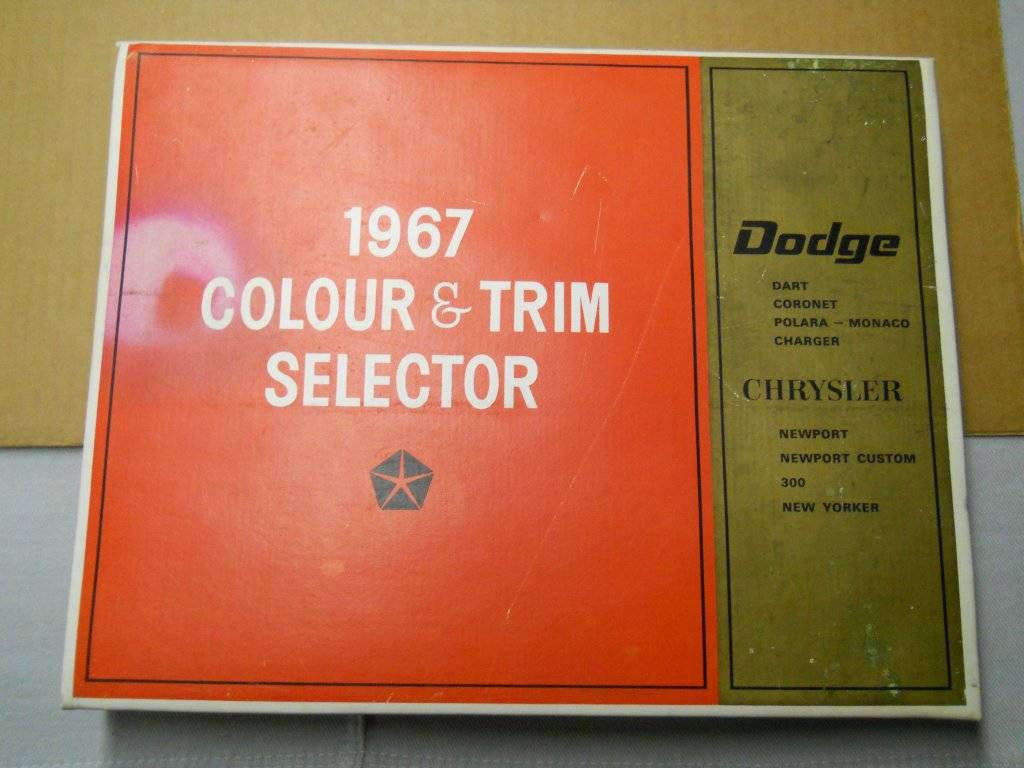 1967
COLOUR & TRIM
SELECTOR
Dodge
DART
CORONET
POLARA – MONACO
CHARGER
CHRYSLER
NEWPORT
NEWPORT CUSTOM
300
NEW YORKER